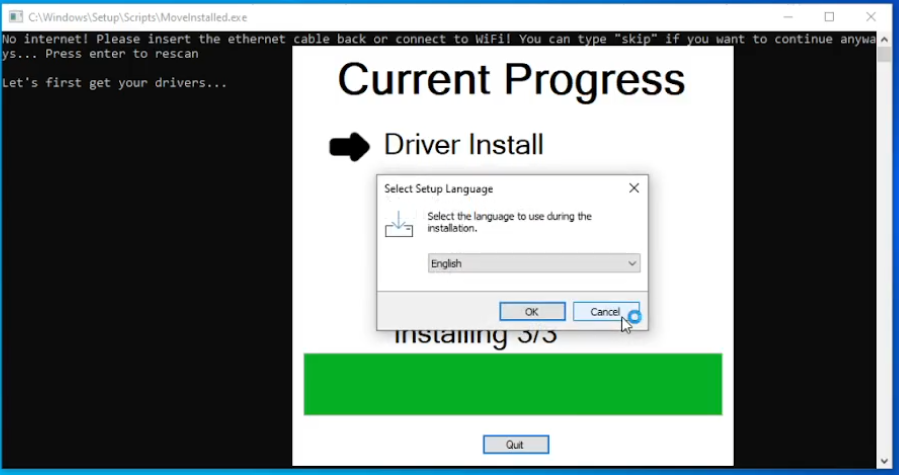 C:\Windows\Setup\Scripts\MoveInstalled.exe
No internet! Please insert the ethernet cable back or connect to WiFi! You can type "skip" if you want to continue anywa
ys... Press enter to rescan
Let's first get your drivers...
Current Progress
Driver Install
Select Setup Language
Select the language to use during the
installation.
English
OK
Cancel
Installing 3/3
Quit